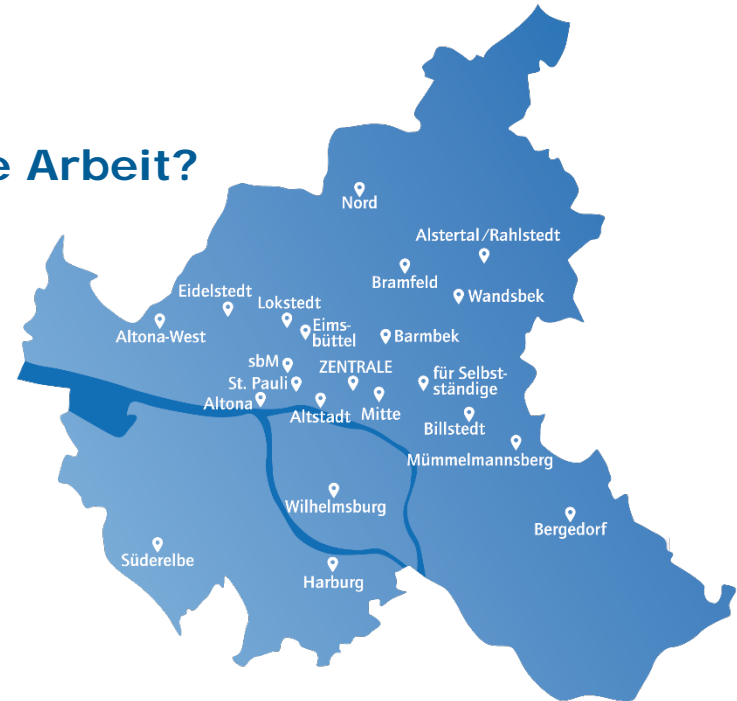 e Arbeit?
Nord
Alstertal/Rahlstedt
Bramfeld
Wandsbek
Eidelstedt
Lokstedt
Altona-West
Eims-
büttel
Barmbek
sbM
ZENTRALE
für Selbst-
ständige
St. Pauli
Altona
Altstadt
Mitte
Billstedt
Mümmelmannsberg
Wilhelmsburg
Bergedorf
Süderelbe
Harburg